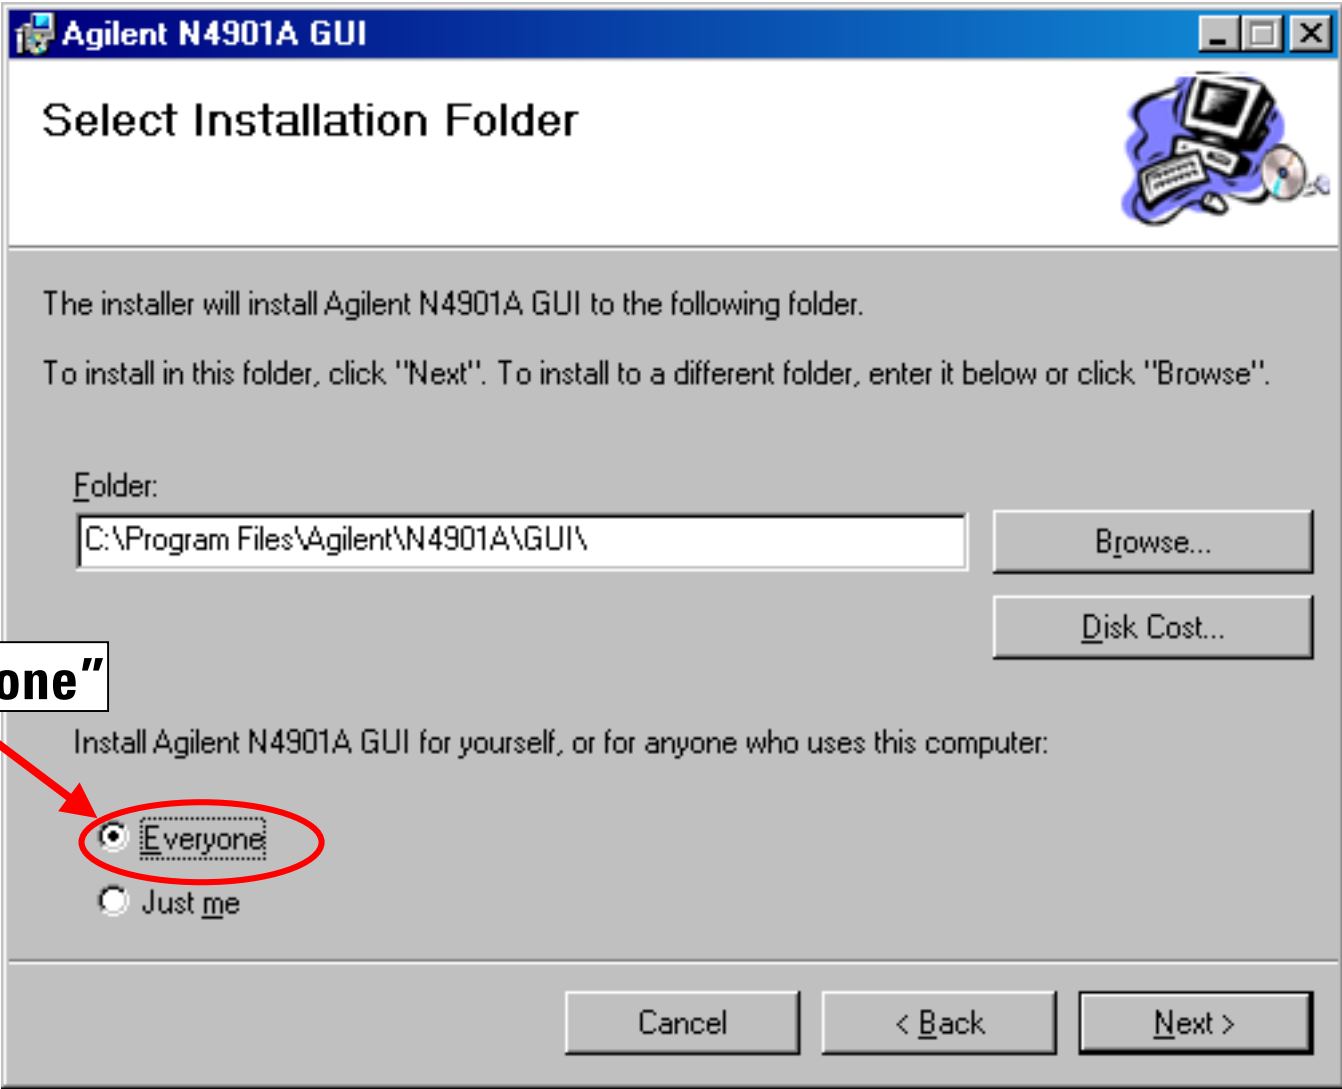 Agilent N4901A GUI
Select Installation Folder
The installer will install Agilent N4901A GUI to the following folder.
To install in this folder, click "Next". To install to a different folder, enter it below or click "Browse".
Folder:
C:\Program Files\Agilent\N4901A\GUI\
Browse...
Disk Cost...
one”
Install Agilent N4901A GUI for yourself, or for anyone who uses this computer:
Everyone
Just me
Cancel
< Back
Next >